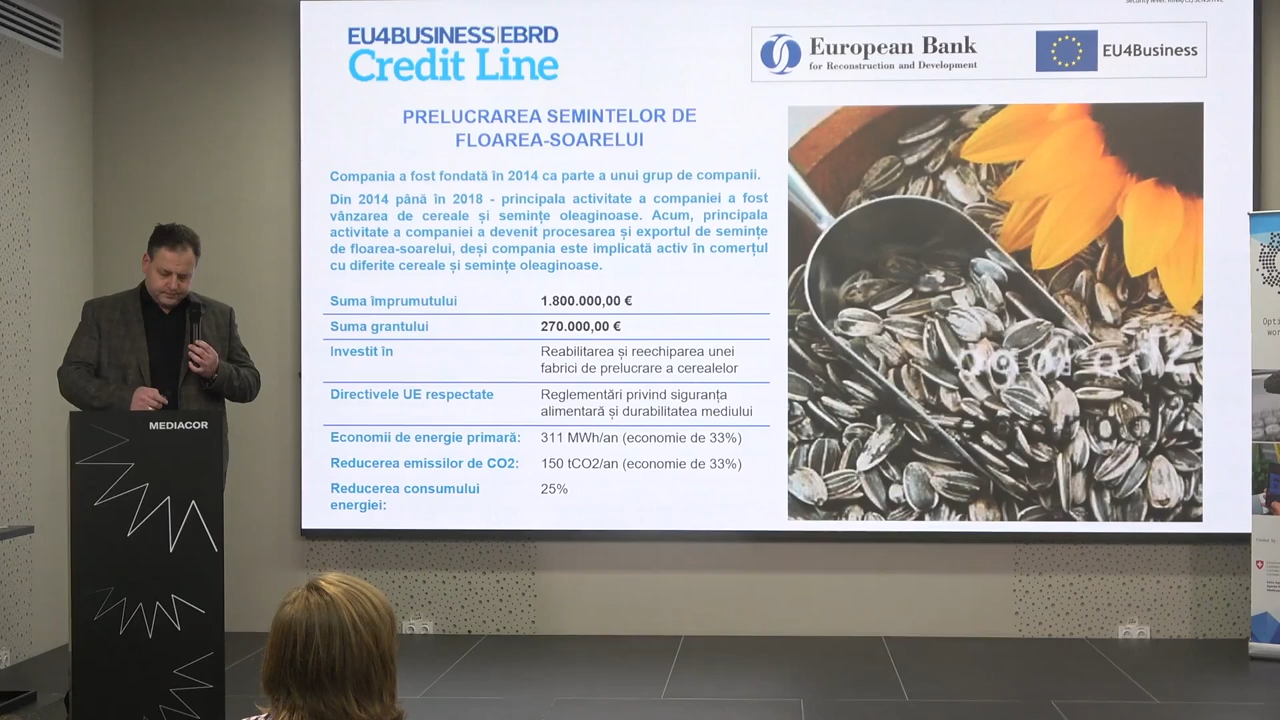 EU4BUSINESS|EBRD
Credit Line
European Bank
for Reconstruction and Development
EU4Business
PRELUCRAREA SEMINTELOR DE
FLOAREA-SOARELUI
Compania a fost fondată în 2014 ca parte a unui grup de companii.
Din 2014 până în 2018 - principala activitate a companiei a fost
vânzarea de cereale și semințe oleaginoase. Acum, principala
activitate a companiei a devenit procesarea și exportul de semințe
de floarea-soarelui, deși compania este implicată activ în comerțul
cu diferite cereale și semințe oleaginoase.
Suma împrumutului 1.800.000,00 €
Suma grantului 270.000,00 €
Investit în Reabilitarea și reechiparea unei
fabrici de prelucrare a cerealelor
Directivele UE respectate Reglementări privind siguranța
alimentară și durabilitatea mediului
Economii de energie primară: 311 MWh/an (economie de 33%)
Reducerea emissilor de CO2: 150 tCO2/an (economie de 33%)
Reducerea consumului 25%
energiei:
MEDIACOR